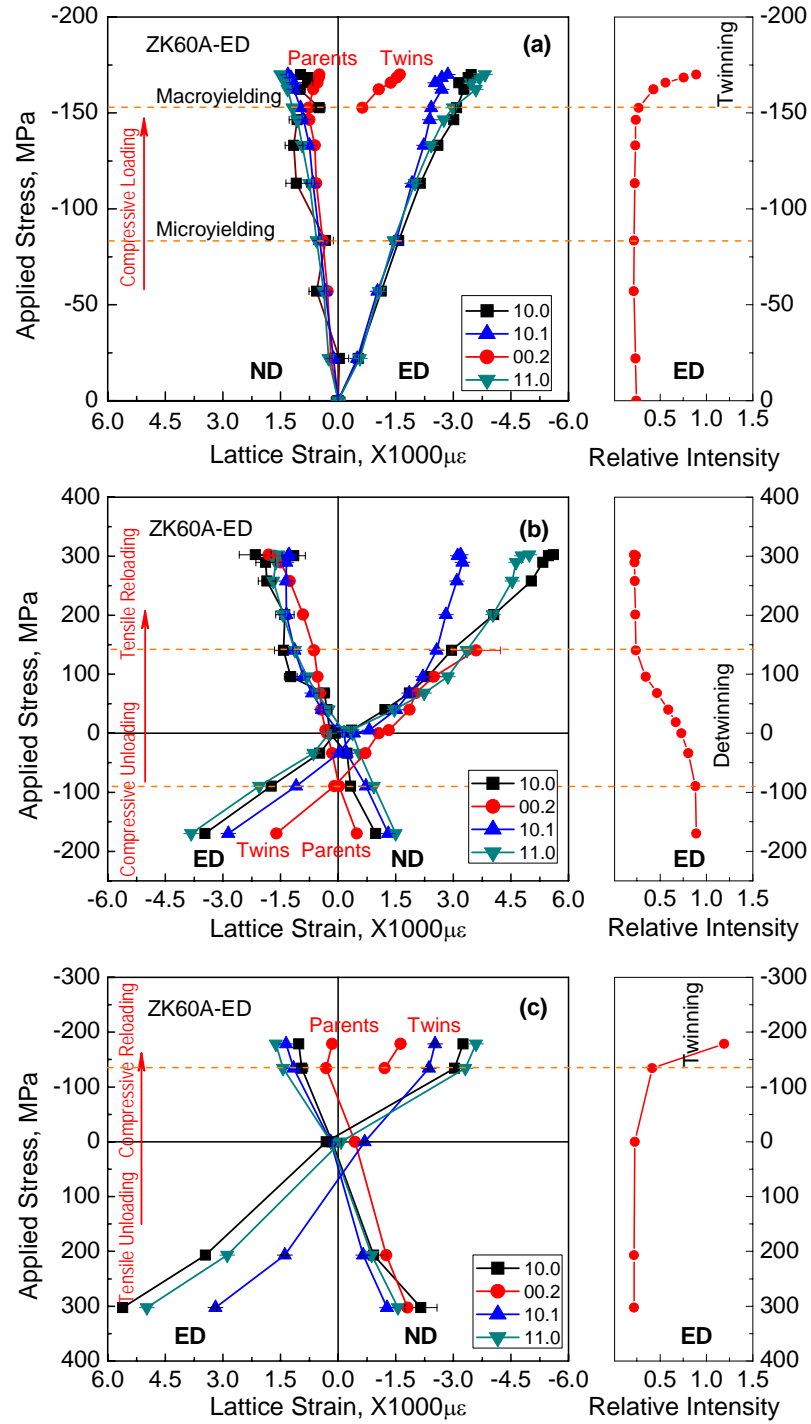 ZK60A-ED
(a)
Parents
Twins
Macroyielding
Microyielding
Compressive Loading
Applied Stress, MPa
-200
-150
-100
-50
0
ND
ED
10.0
10.1
00.2
11.0
6.0 4.5 3.0 1.5 0.0 -1.5 -3.0 -4.5 -6.0
Lattice Strain, X1000με
Twinning
-200
-150
-100
-50
0
ED
0.5 1.0 1.5
Relative Intensity
ZK60A-ED
(b)
Compressive Unloading
Tensile Reloading
Applied Stress, MPa
400
300
200
100
0
-100
-200
10.0
00.2
10.1
11.0
Twins
Parents
ED
ND
-6.0 -4.5 -3.0 -1.5 0.0 1.5 3.0 4.5 6.0
Lattice Strain, X1000με
Detwinning
400
300
200
100
0
-100
-200
ED
0.0 0.5 1.0 1.5
Relative Intensity
ZK60A-ED
(c)
Parents
Twins
Tensile Unloading
Compressive Reloading
Applied Stress, MPa
-300
-200
-100
0
100
200
300
400
10.0
00.2
10.1
11.0
ED
ND
6.0 4.5 3.0 1.5 0.0 -1.5 -3.0 -4.5 -6.0
Lattice Strain, X1000με
Twinning
-300
-200
-100
0
100
200
300
400
ED
0.0 0.5 1.0 1.5
Relative Intensity